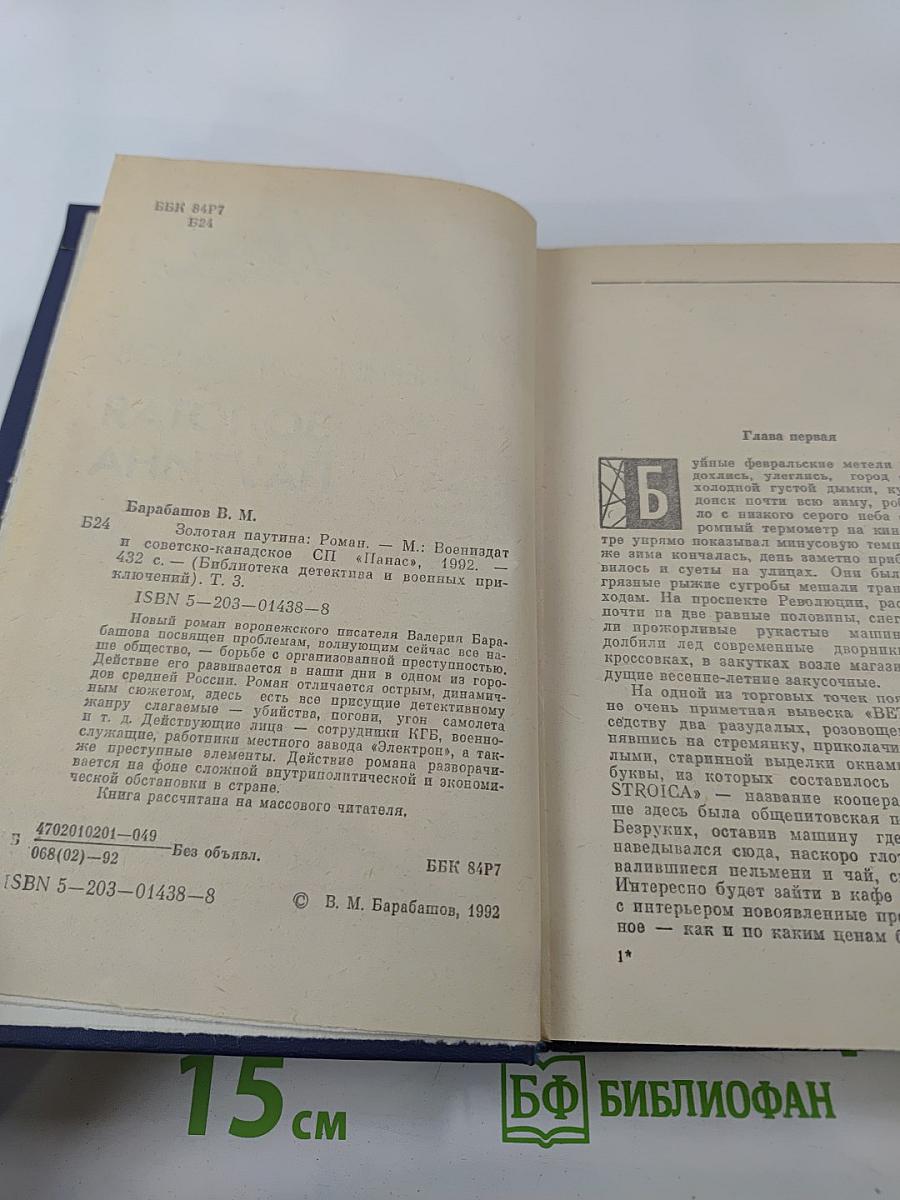 ББК 84Р7
Б24
Барабашов В. М.
Б24 Золотая паутина: Роман. — М.: Воениздат
и советско-канадское СП «Панас», 1992. —
432 с. — (Библиотека детектива и военных при-
ключений). Т. 3.
ISBN 5—203—01438—8
Новый роман воронежского писателя Валерия Бара-
башова посвящен проблемам, волнующим сейчас все на-
ше общество, — борьбе с организованной преступностью.
Действие его развивается в наши дни в одном из горо-
дов средней России. Роман отличается острым, динамич-
ным сюжетом, здесь есть все присущие детективному
жанру слагаемые — убийства, погони, угон самолета
и т. д. Действующие лица — сотрудники КГБ, военно-
служащие, работники местного завода «Электрон», а так-
же преступные элементы. Действие романа разворачи-
вается на фоне сложной внутриполитической и экономи-
ческой обстановки в стране.
Книга рассчитана на массового читателя,
Б 4702010201—049
068(02)—92 —Без объявл.
ББК 84Р7
ISBN 5—203—01438—8
© В. М. Барабашов, 1992
Глава первая
Буйные февральские метели
дохлись, улеглись, город
холодной густой дымки, ку
донск почти всю зиму, роб
ло с низкого серого неба
ромный термометр на кин
тре упрямо показывал минусовую темп
же зима кончалась, день заметно приб
вилось и суеты на улицах. Они был
грязные рыжие сугробы мешали тран
ходам. На проспекте Революции, рас
почти на две равные половины, снег
ли прожорливые рукастые машин
долбили лед современные дворник
кроссовках, в закутках возле магази
дущие весенне-летние закусочные.
На одной из торговых точек поя
не очень приметная вывеска «ВЕТ
седству два разудалых, розовощек
нявшись на стремянку, приколачи
лыми, старинной выделки окнами
буквы, из которых составилось
STROICA» — название коопера
ше здесь была общепитовская п
Безруких, оставив машину где
наведывался сюда, наскоро глот
валившиеся пельмени и чай, с
Интересно будет зайти в кафе
с интерьером новоявленные пре
ное — как и по каким ценам б
1*
15 см
БФ БИБЛИОФАН